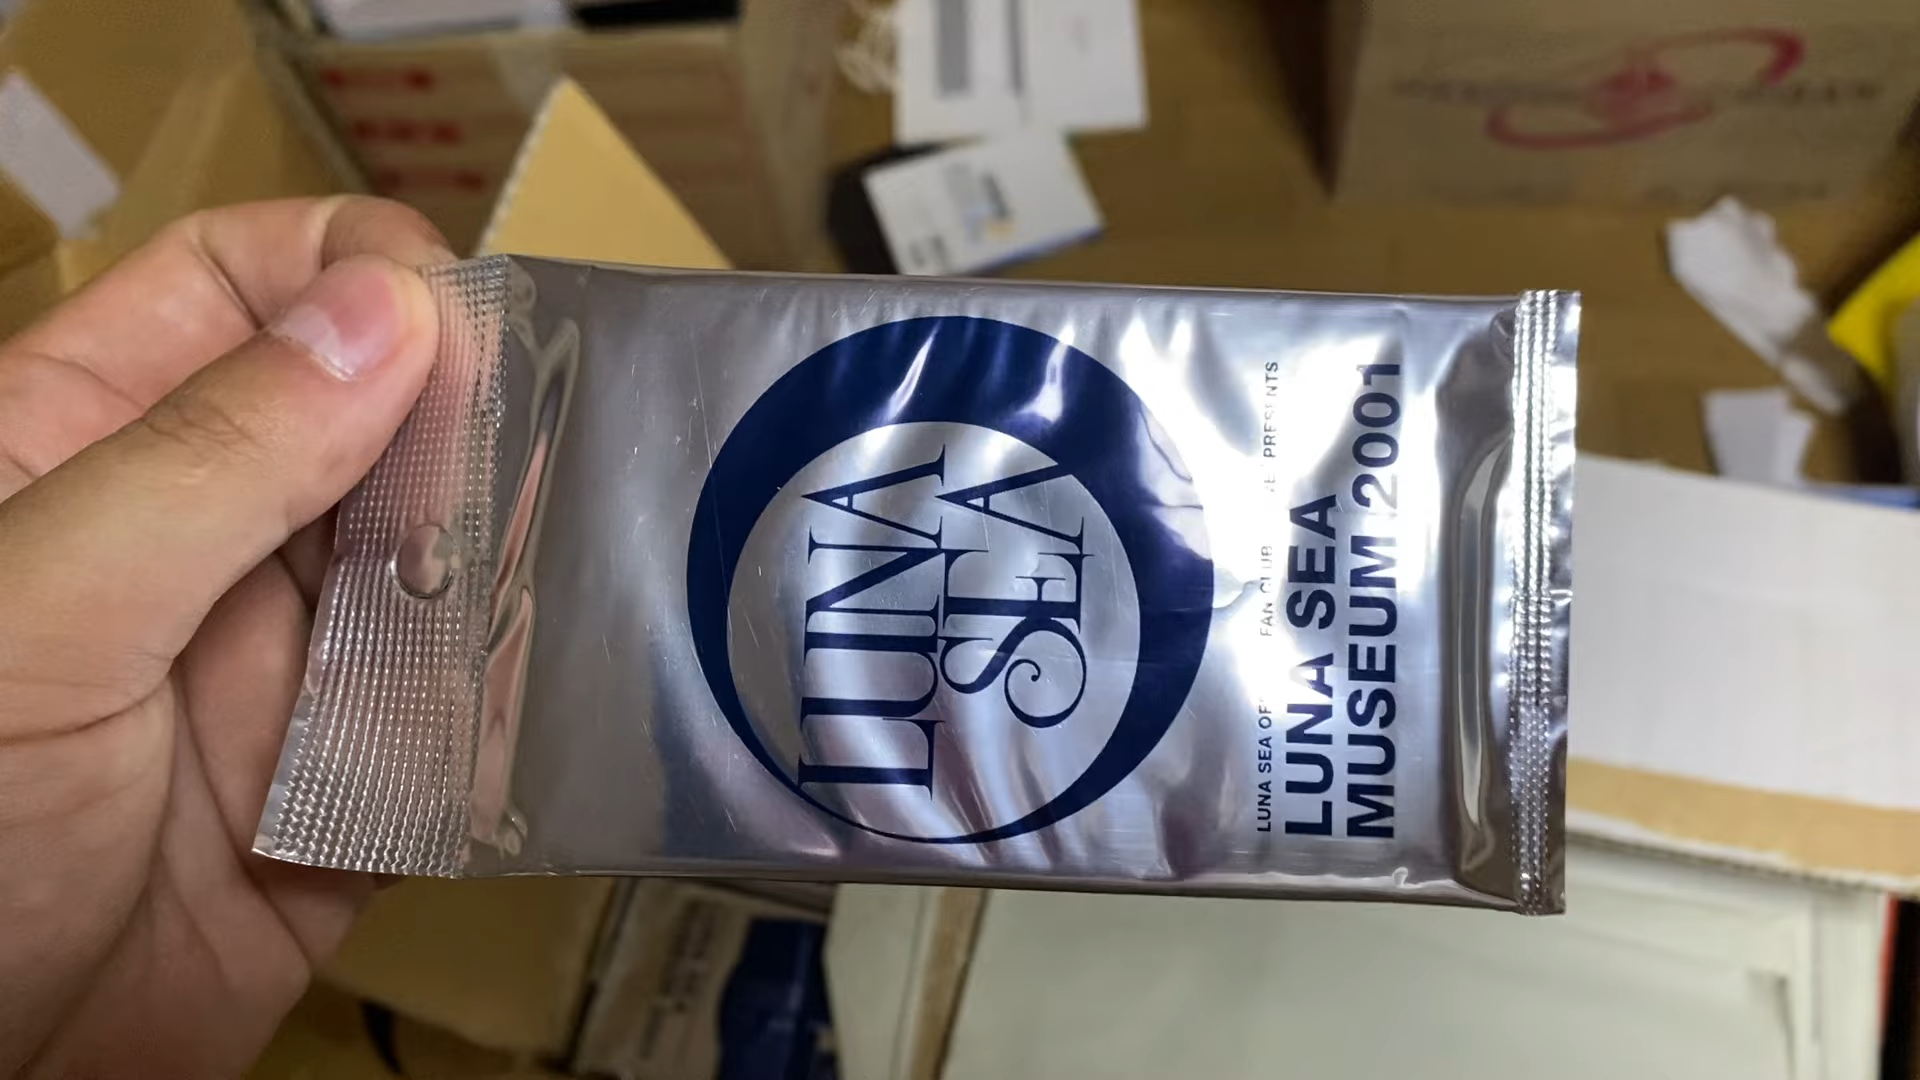 LUNA
SEA
LUNA SEA OF FAN CLUB PRESENTS
LUNA SEA
MUSEUM 2001